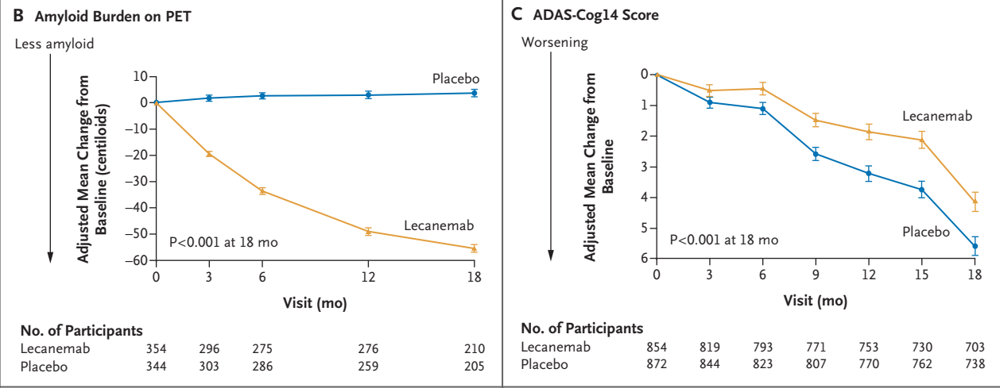 B Amyloid Burden on PET
Less amyloid
Adjusted Mean Change from
Baseline (centiloids)
10
0
−10
−20
−30
−40
−50
−60
Placebo
Lecanemab
P<0.001 at 18 mo
0 3 6 12 18
Visit (mo)
No. of Participants
Lecanemab 354 296 275 276 210
Placebo 344 303 286 259 205
C ADAS-Cog14 Score
Worsening
Adjusted Mean Change from
Baseline
0
1
2
3
4
5
6
Lecanemab
Placebo
P<0.001 at 18 mo
0 3 6 9 12 15 18
Visit (mo)
No. of Participants
Lecanemab 854 819 793 771 753 730 703
Placebo 872 844 823 807 770 762 738